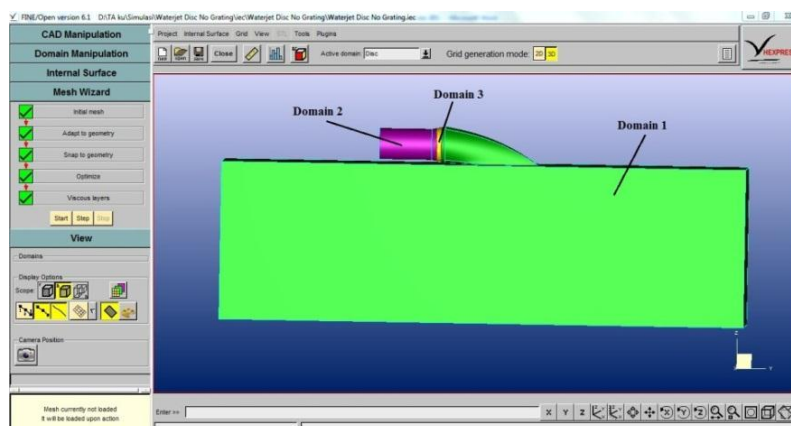 FINE/Open version 6.1 D:\TA ku\Simulasi\Waterjet Disc No Grating\iec\Waterjet Disc No Grating\Waterjet Disc No Grating.iec
CAD Manipulation
Domain Manipulation
Internal Surface
Mesh Wizard
Initial mesh
Adapt to geometry
Snap to geometry
Optimize
Viscous layers
Start Step Stop
View
Domains
Display Options
Scope:
Camera Position
Mesh currently not loaded
It will be loaded upon action
Project Internal Surface Grid View Tools Plugins
Close
Active domain: Disc
Grid generation mode: 2D 3D
HEXPRESS
Domain 3
Domain 2
Domain 1
Z
Y
Enter >>
X Y Z
X Y Z